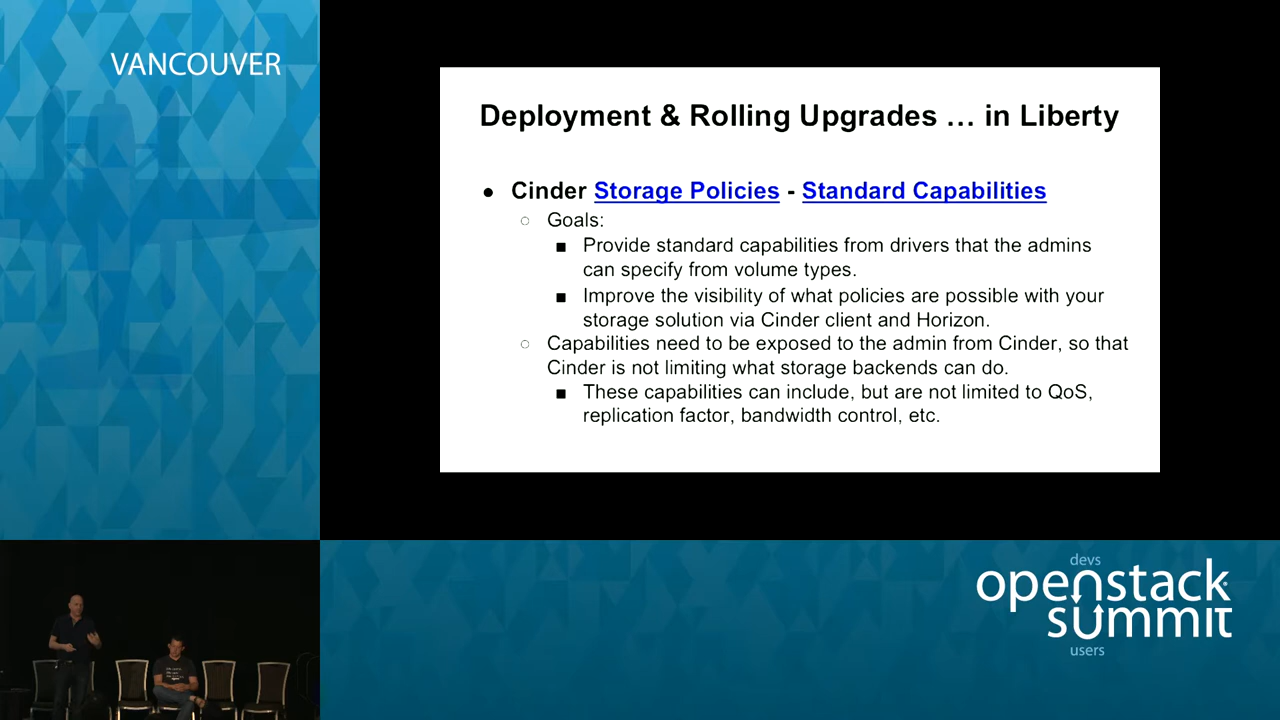 VANCOUVER
Deployment & Rolling Upgrades … in Liberty
● Cinder Storage Policies - Standard Capabilities
○ Goals:
■ Provide standard capabilities from drivers that the admins
can specify from volume types.
■ Improve the visibility of what policies are possible with your
storage solution via Cinder client and Horizon.
○ Capabilities need to be exposed to the admin from Cinder, so that
Cinder is not limiting what storage backends can do.
■ These capabilities can include, but are not limited to QoS,
replication factor, bandwidth control, etc.
devs
openstack
summit
users